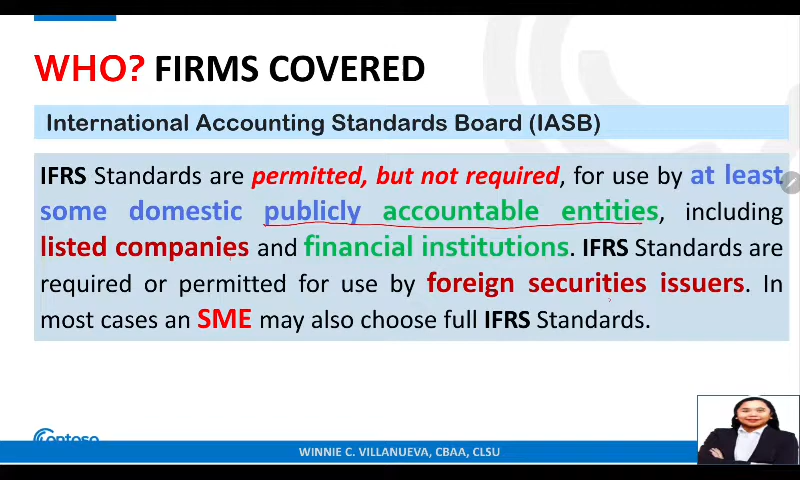 WHO? FIRMS COVERED
International Accounting Standards Board (IASB)
IFRS Standards are permitted, but not required, for use by at least
some domestic publicly accountable entities, including
listed companies and financial institutions. IFRS Standards are
required or permitted for use by foreign securities issuers. In
most cases an SME may also choose full IFRS Standards.
Contoso
WINNIE C. VILLANUEVA, CBAA, CLSU